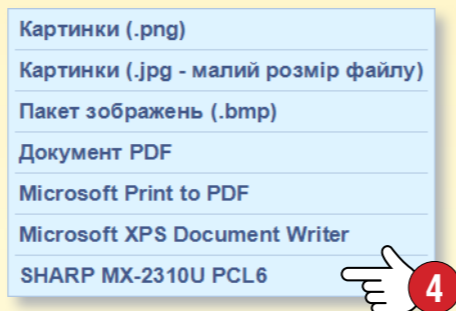 Картинки (.png)
Картинки (.jpg - малий розмір файлу)
Пакет зображень (.bmp)
Документ PDF
Microsoft Print to PDF
Microsoft XPS Document Writer
SHARP MX-2310U PCL6
4